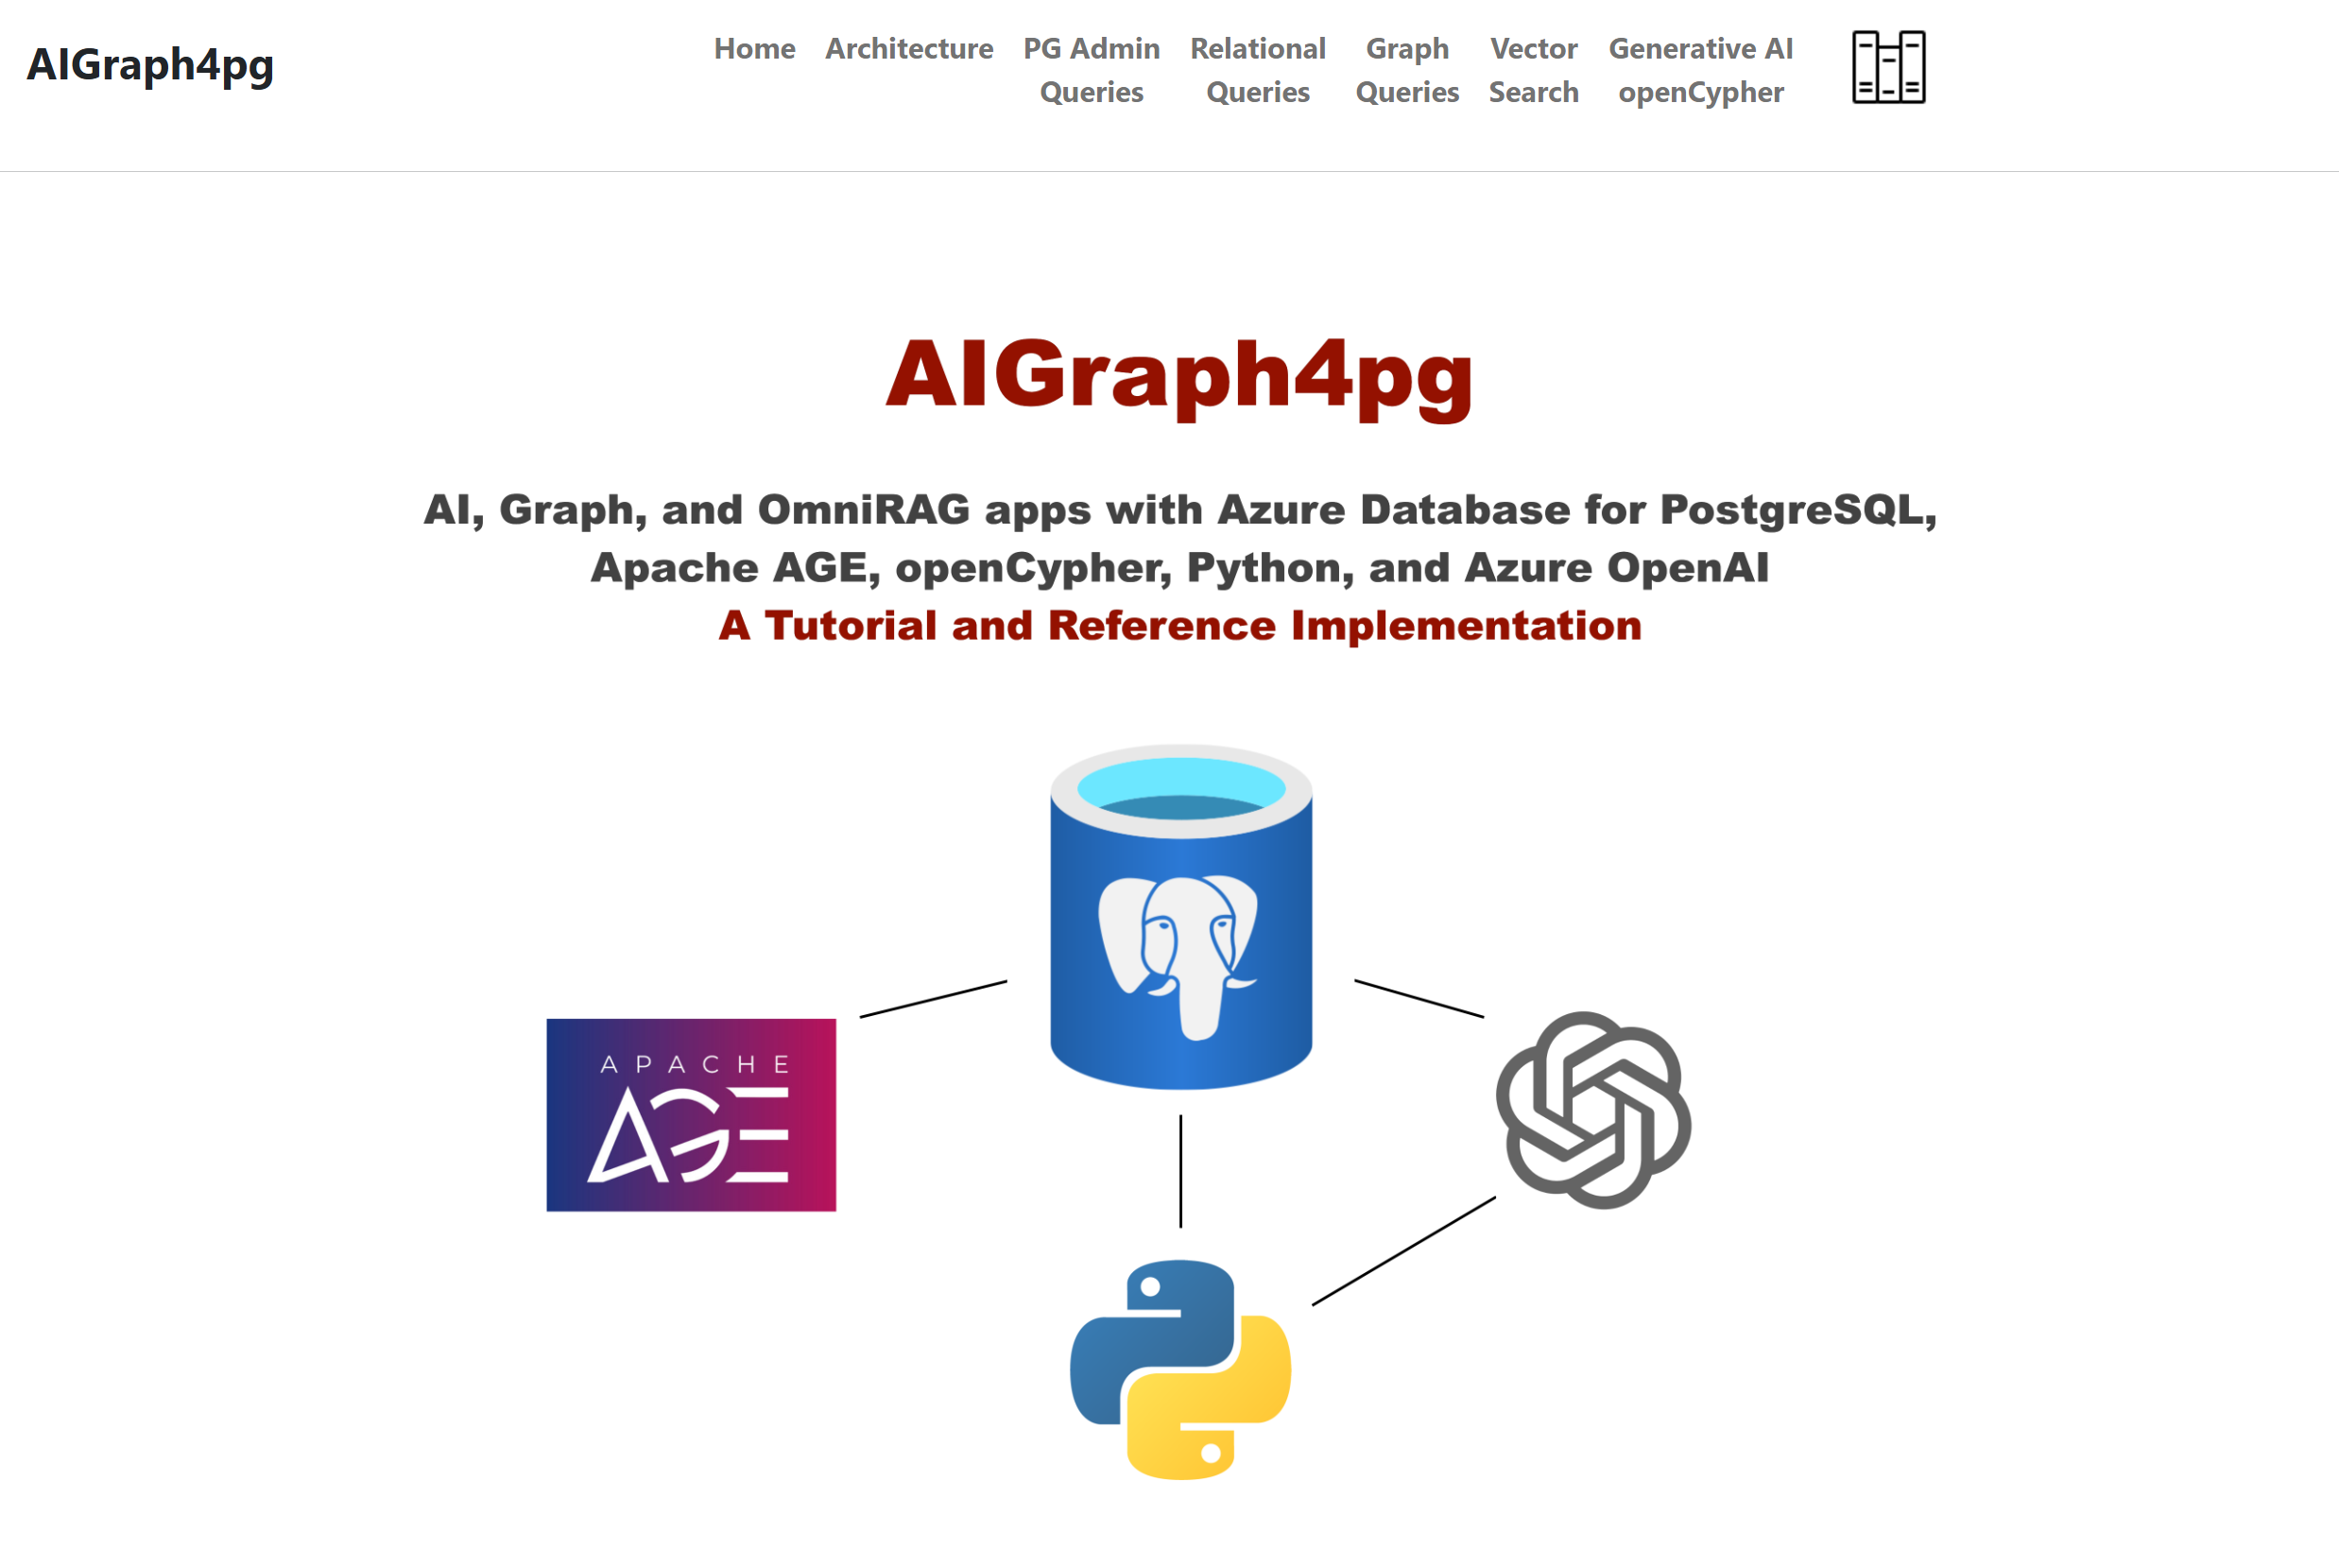 AIGraph4pg
Home Architecture PG Admin Queries Relational Queries Graph Queries Vector Search Generative AI openCypher
AIGraph4pg
AI, Graph, and OmniRAG apps with Azure Database for PostgreSQL,
Apache AGE, openCypher, Python, and Azure OpenAI
A Tutorial and Reference Implementation
APACHE
AGE